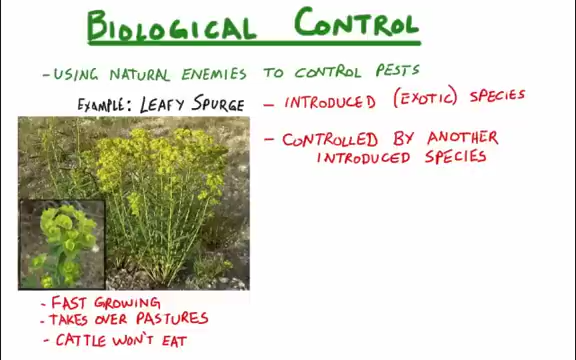 BIOLOGICAL CONTROL
- USING NATURAL ENEMIES TO CONTROL PESTS
EXAMPLE: LEAFY SPURGE
- INTRODUCED (EXOTIC) SPECIES
- CONTROLLED BY ANOTHER
INTRODUCED SPECIES
- FAST GROWING
- TAKES OVER PASTURES
- CATTLE WON'T EAT